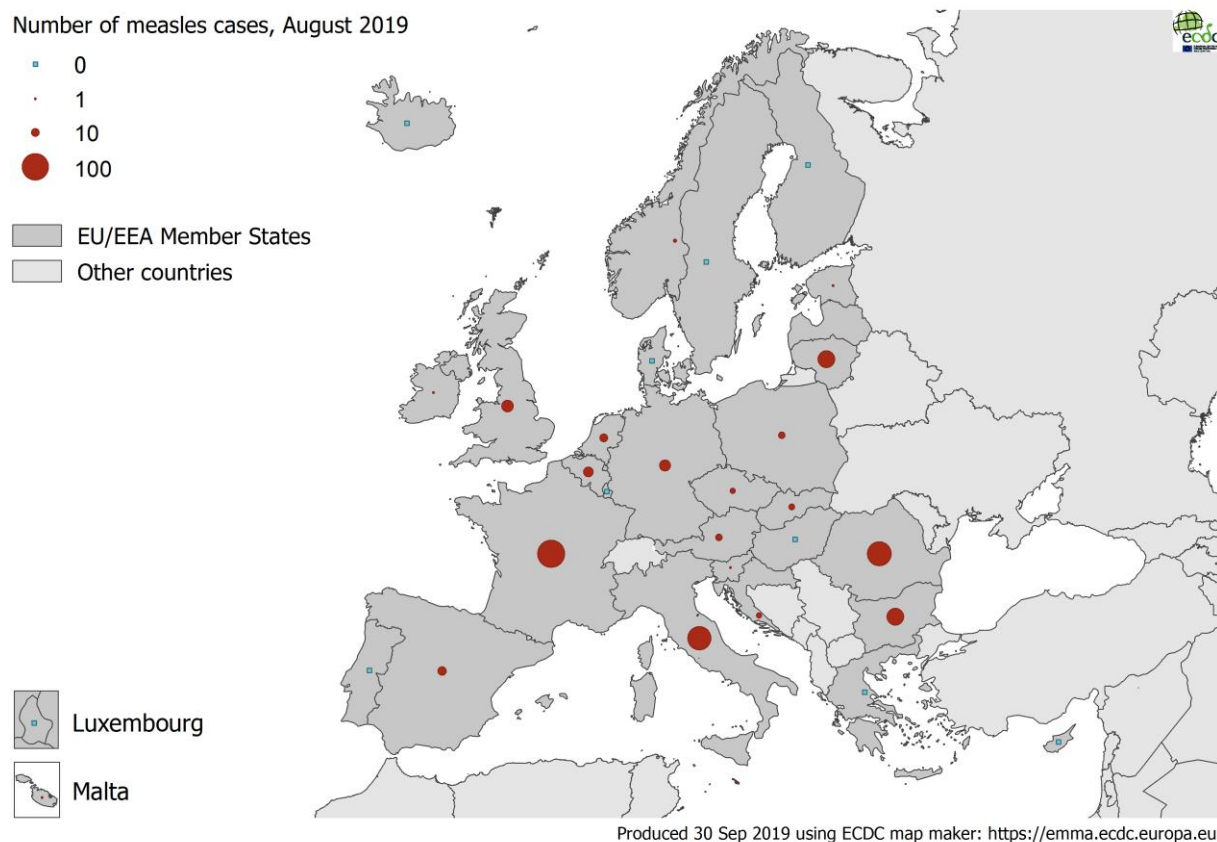 Number of measles cases, August 2019
0
1
10
100
EU/EEA Member States
Other countries
ecdc
Luxembourg
Malta
Produced 30 Sep 2019 using ECDC map maker: https://emma.ecdc.europa.eu